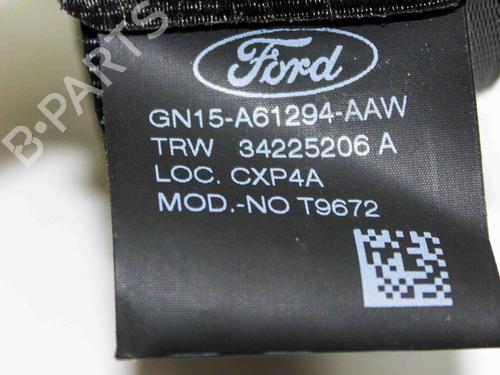 B-PARTS
Ford
GN15-A61294-AAW
TRW 34225206 A
LOC. CXP4A
MOD.-NO T9672